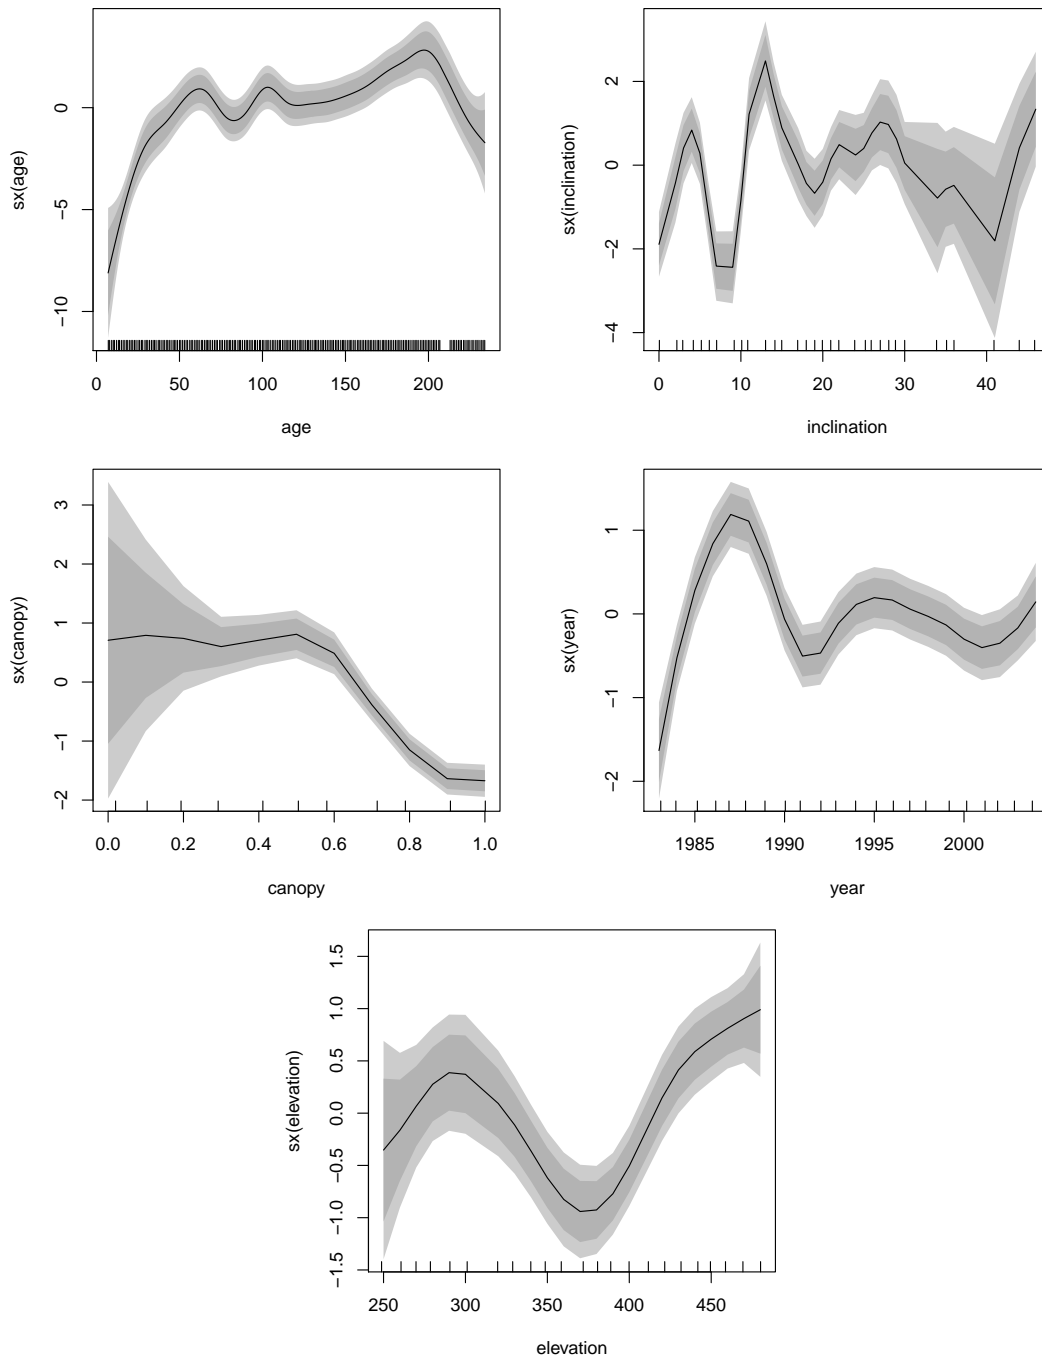 sx(age)
0
−5
−10
0 50 100 150 200
age
sx(inclination)
2
0
−2
−4
0 10 20 30 40
inclination
sx(canopy)
3
2
1
0
−1
−2
0.0 0.2 0.4 0.6 0.8 1.0
canopy
sx(year)
1
0
−1
−2
1985 1990 1995 2000
year
sx(elevation)
1.5
1.0
0.5
0.0
−0.5
−1.0
−1.5
250 300 350 400 450
elevation